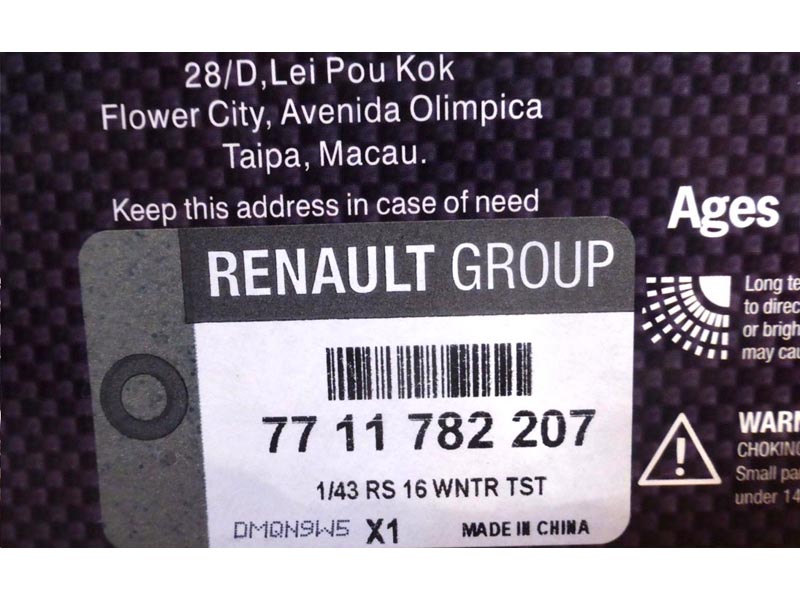 28/D,Lei Pou Kok
Flower City, Avenida Olimpica
Taipa, Macau.
Keep this address in case of need
Ages
RENAULT GROUP
Long te
to direc
or brigh
may cau
77 11 782 207
1/43 RS 16 WNTR TST
DMQN9W5 X1 MADE IN CHINA
WARN
CHOKING
Small pa
under 14